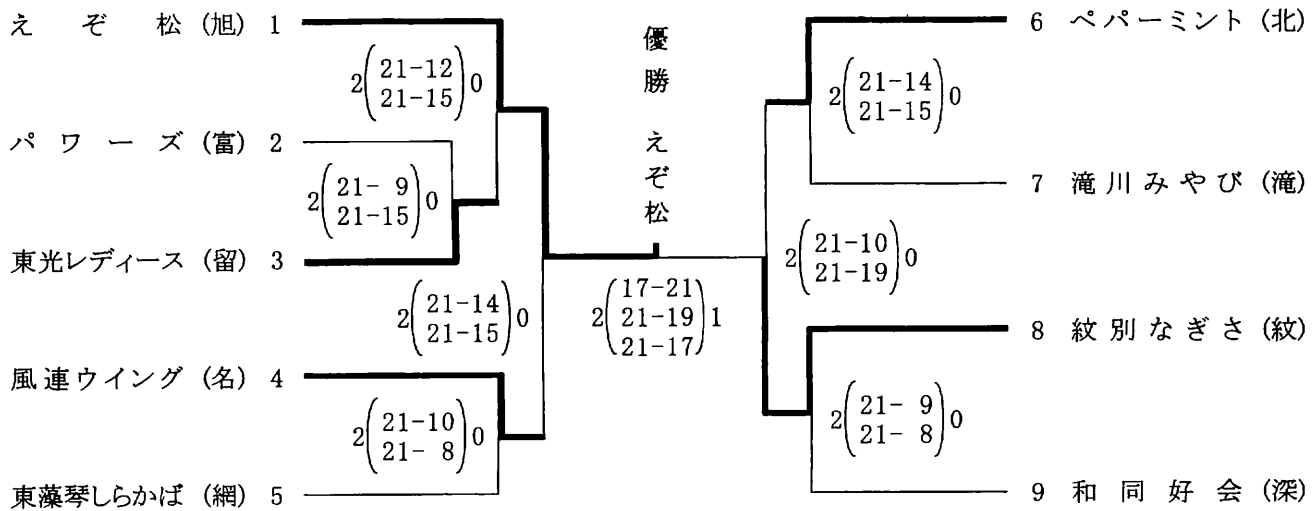 えぞ松 (旭) 1
2(21-12 21-15)0
パワーズ (富) 2
2(21- 9 21-15)0
東光レディース (留) 3
2(21-14 21-15)0
風連ウイング (名) 4
2(21-10 21- 8)0
東藻琴しらかば (網) 5
優勝 えぞ松
2(17-21 21-19 21-17)1
6 ペパーミント (北)
2(21-14 21-15)0
7 滝川みやび (滝)
2(21-10 21-19)0
8 紋別なぎさ (紋)
2(21- 9 21- 8)0
9 和同好会 (深)